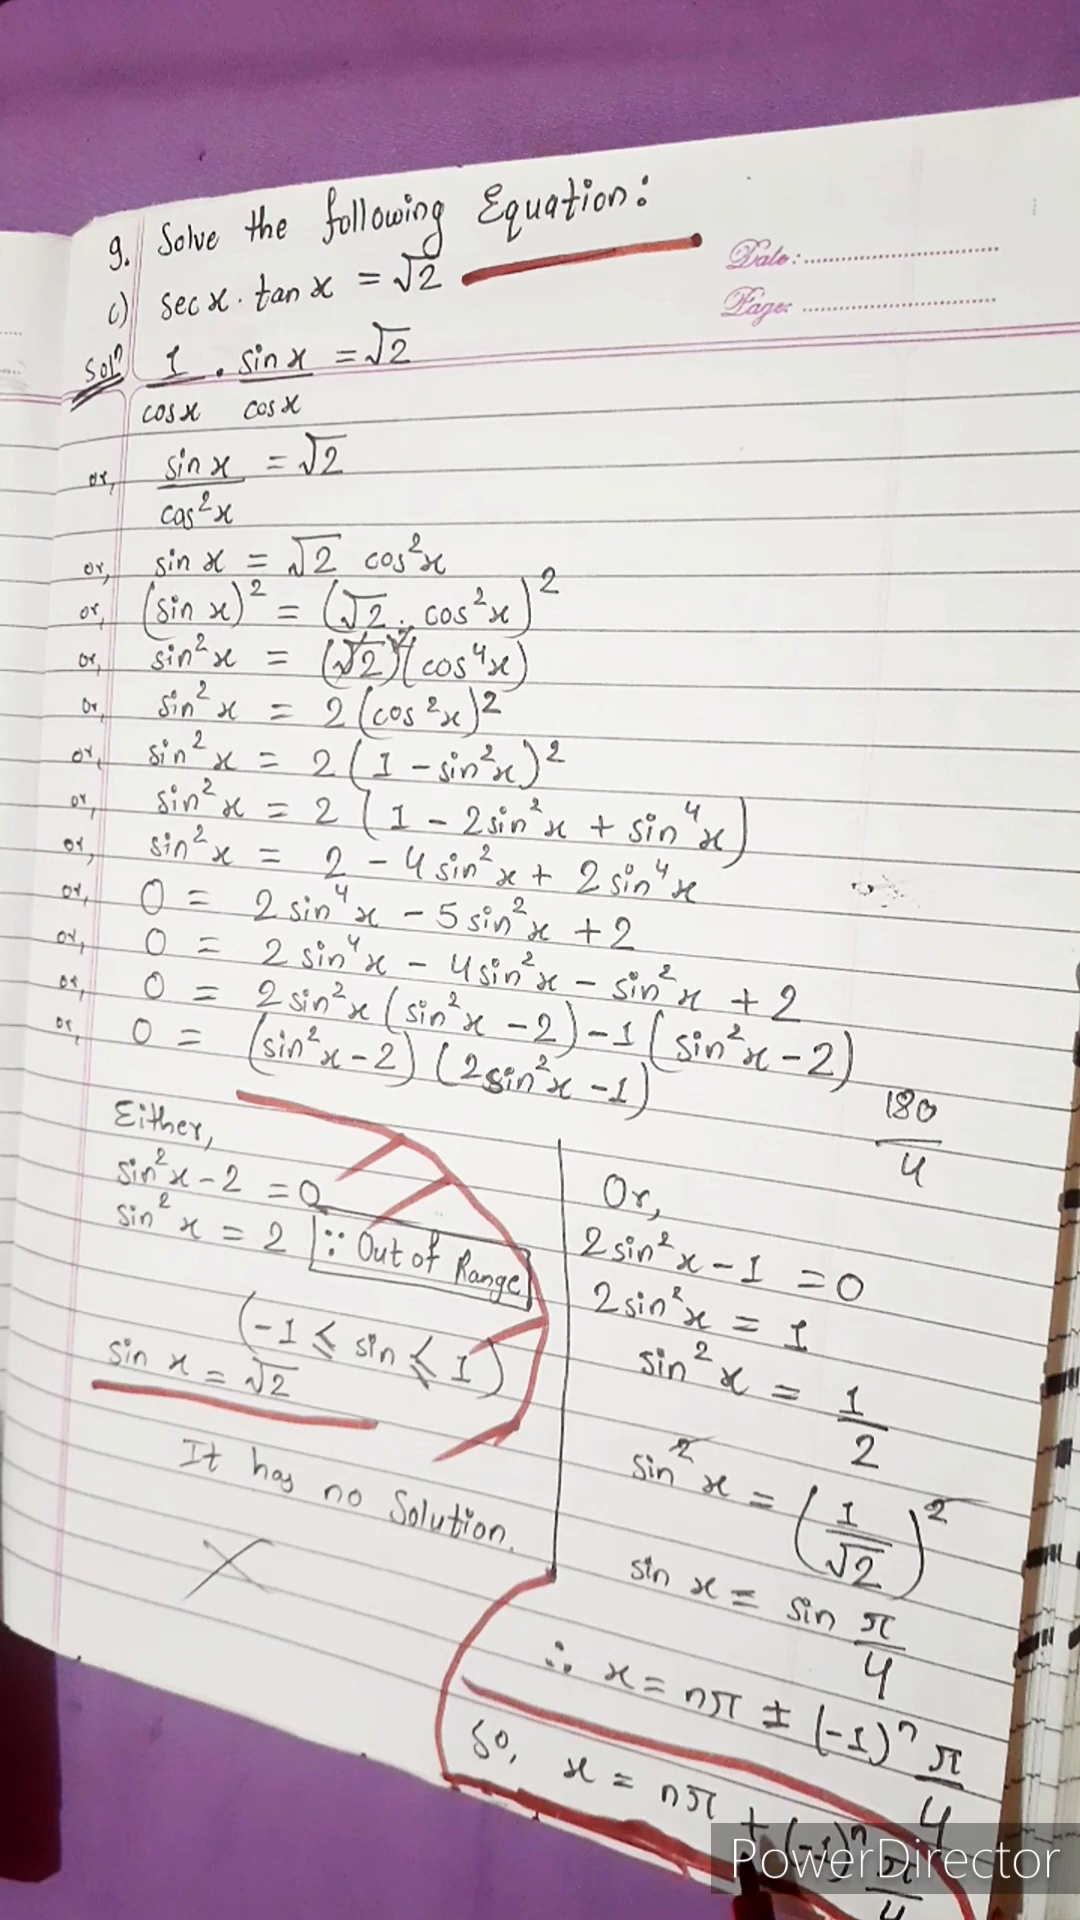 9. Solve the following Equation:
c) sec x . tan x = √2
Date: ..............
Page: ..............
Solⁿ 1/cos x . sin x/cos x = √2
or, sin x/cos²x = √2
or, sin x = √2 cos²x
or, (sin x)² = (√2 . cos²x)²
or, sin²x = (√2)²(cos⁴x)
or, sin²x = 2(cos²x)²
or, sin²x = 2(1 - sin²x)²
or, sin²x = 2(1 - 2sin²x + sin⁴x)
or, sin²x = 2 - 4sin²x + 2sin⁴x
or, 0 = 2sin⁴x - 5sin²x + 2
or, 0 = 2sin⁴x - 4sin²x - sin²x + 2
or, 0 = 2sin²x(sin²x - 2) - 1(sin²x - 2)
or, 0 = (sin²x - 2)(2sin²x - 1)
180/4
Either,
sin²x - 2 = 0
sin²x = 2 ∵ Out of Range
(-1 ≤ sin ≤ 1)
sin x = √2
It has no Solution.
Or,
2sin²x - 1 = 0
2sin²x = 1
sin²x = 1/2
sin²x = (1/√2)²
sin x = sin π/4
∴ x = nπ ± (-1)ⁿ π/4
So, x = nπ + (-1)ⁿ π/4
PowerDirector